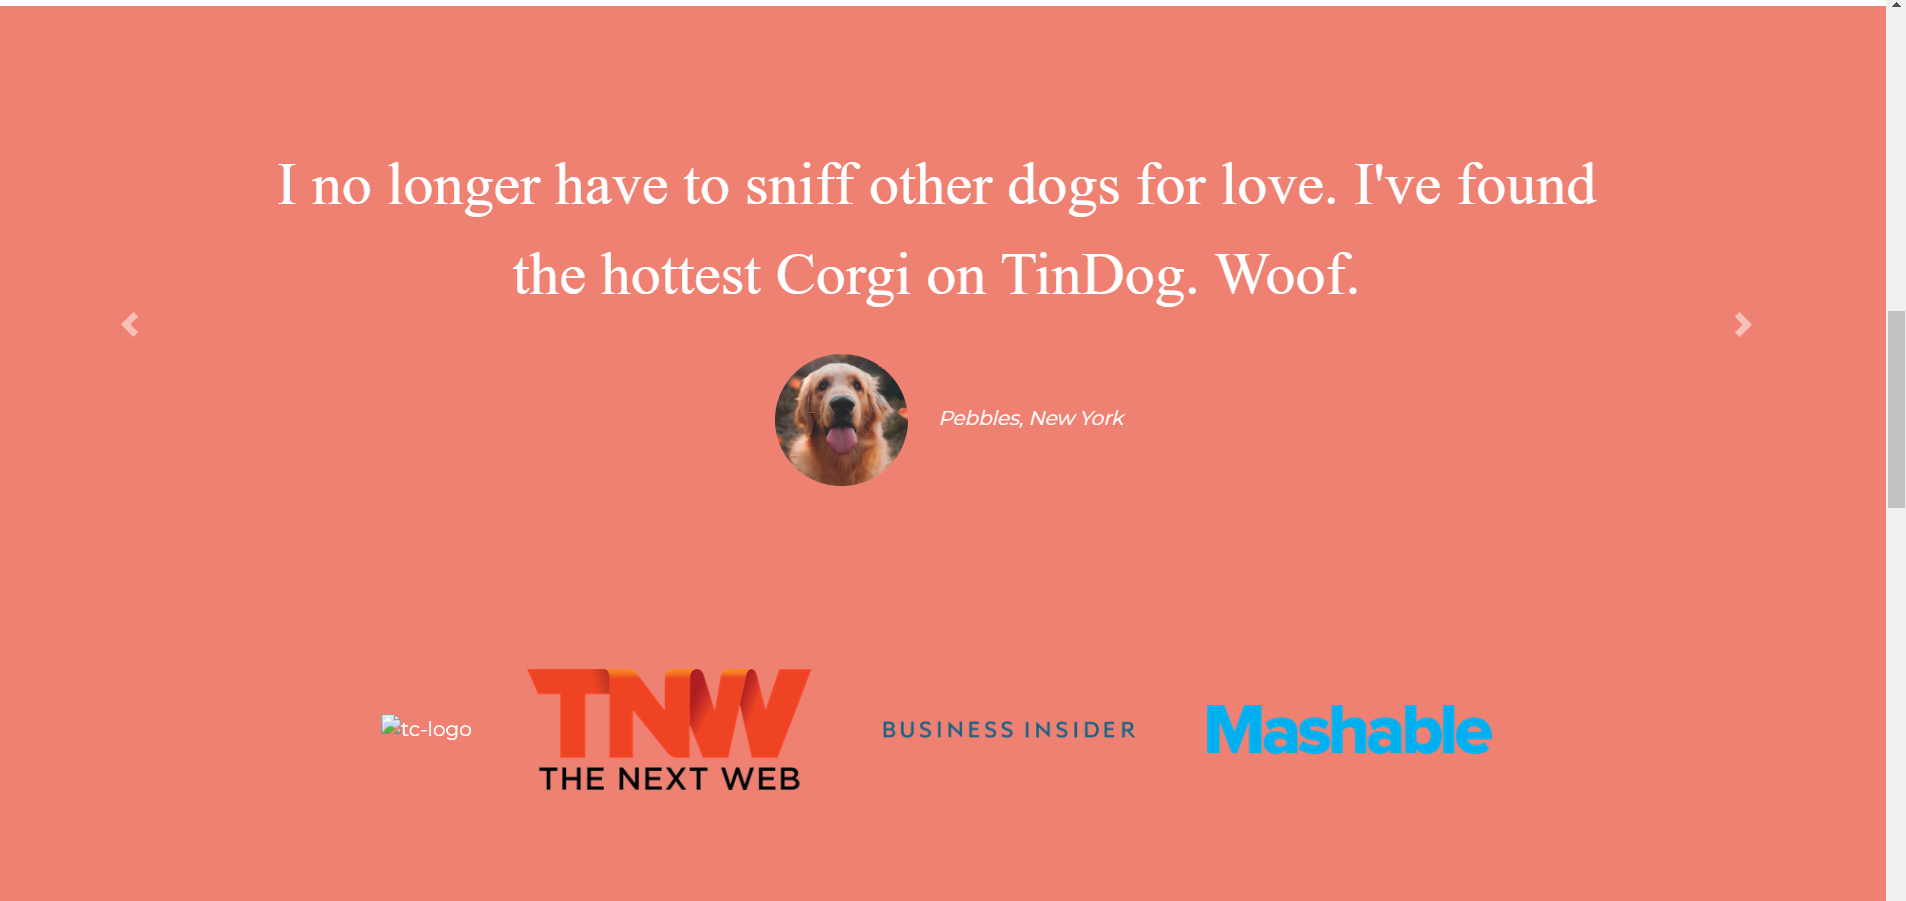 I no longer have to sniff other dogs for love. I've found
the hottest Corgi on TinDog. Woof.
Pebbles, New York
tc-logo
TNW
THE NEXT WEB
BUSINESS INSIDER
Mashable